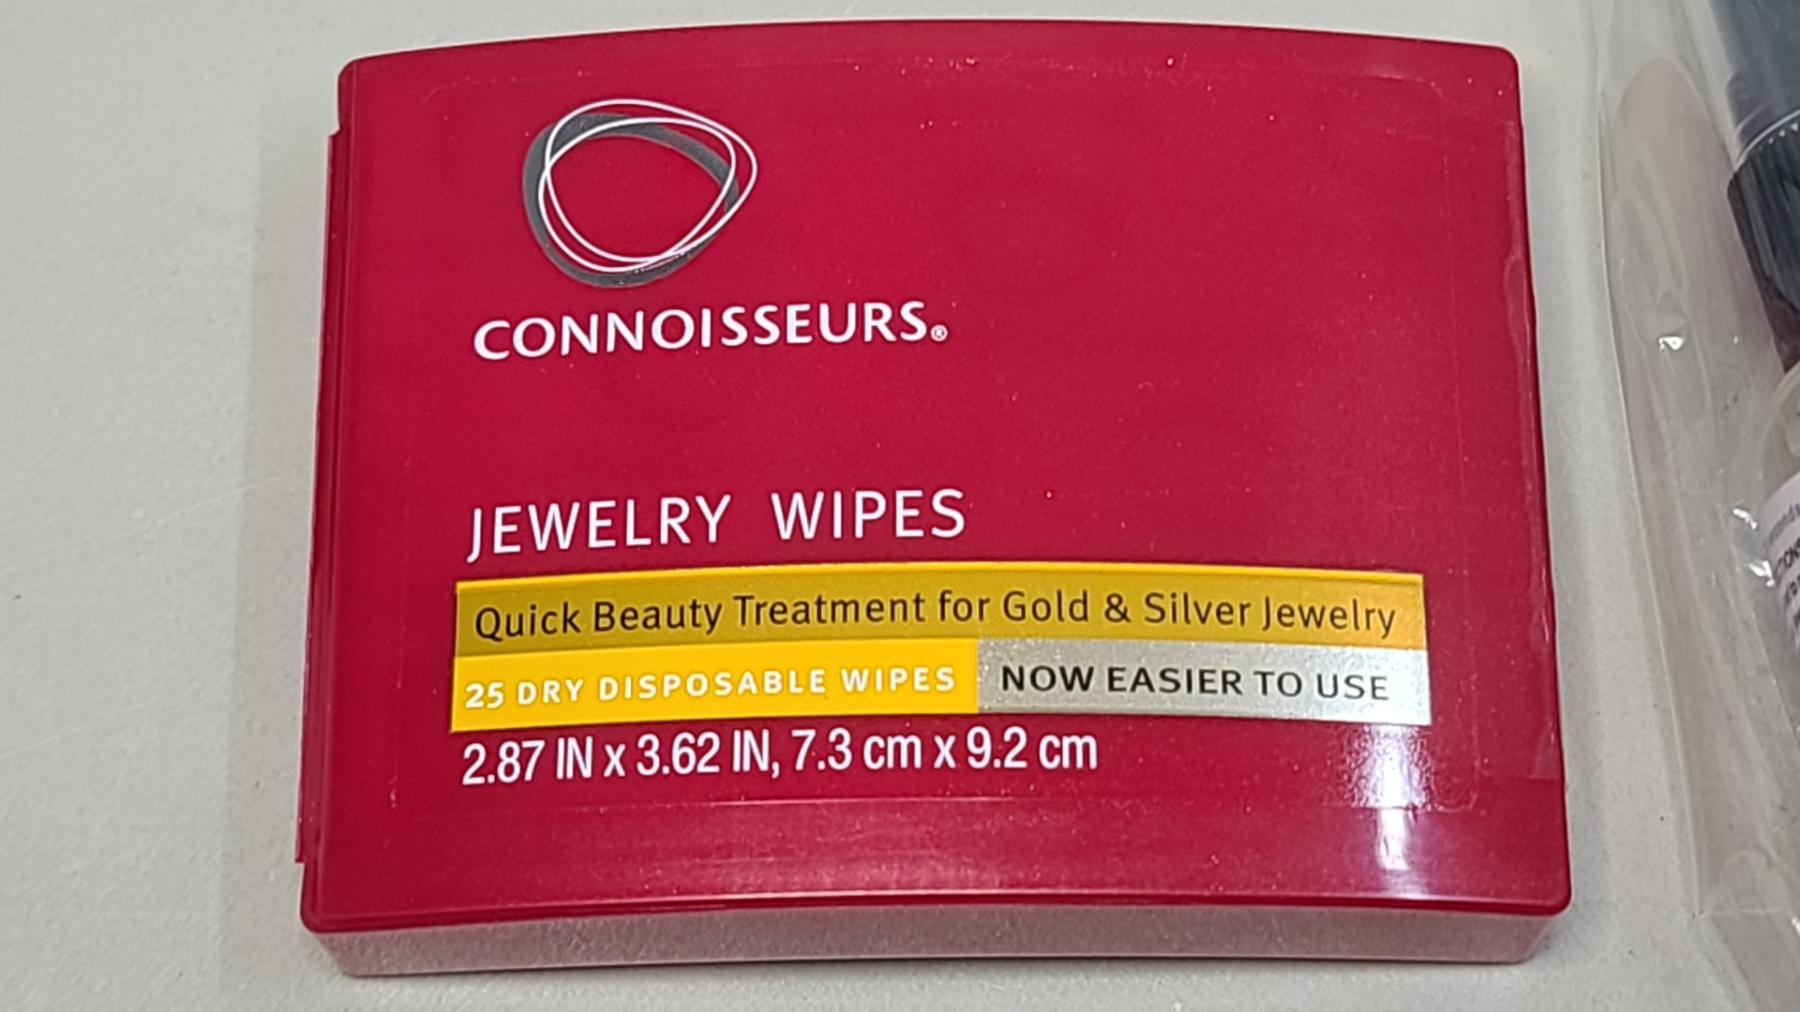 CONNOISSEURS®
JEWELRY WIPES
Quick Beauty Treatment for Gold & Silver Jewelry
25 DRY DISPOSABLE WIPES NOW EASIER TO USE
2.87 IN x 3.62 IN, 7.3 cm x 9.2 cm